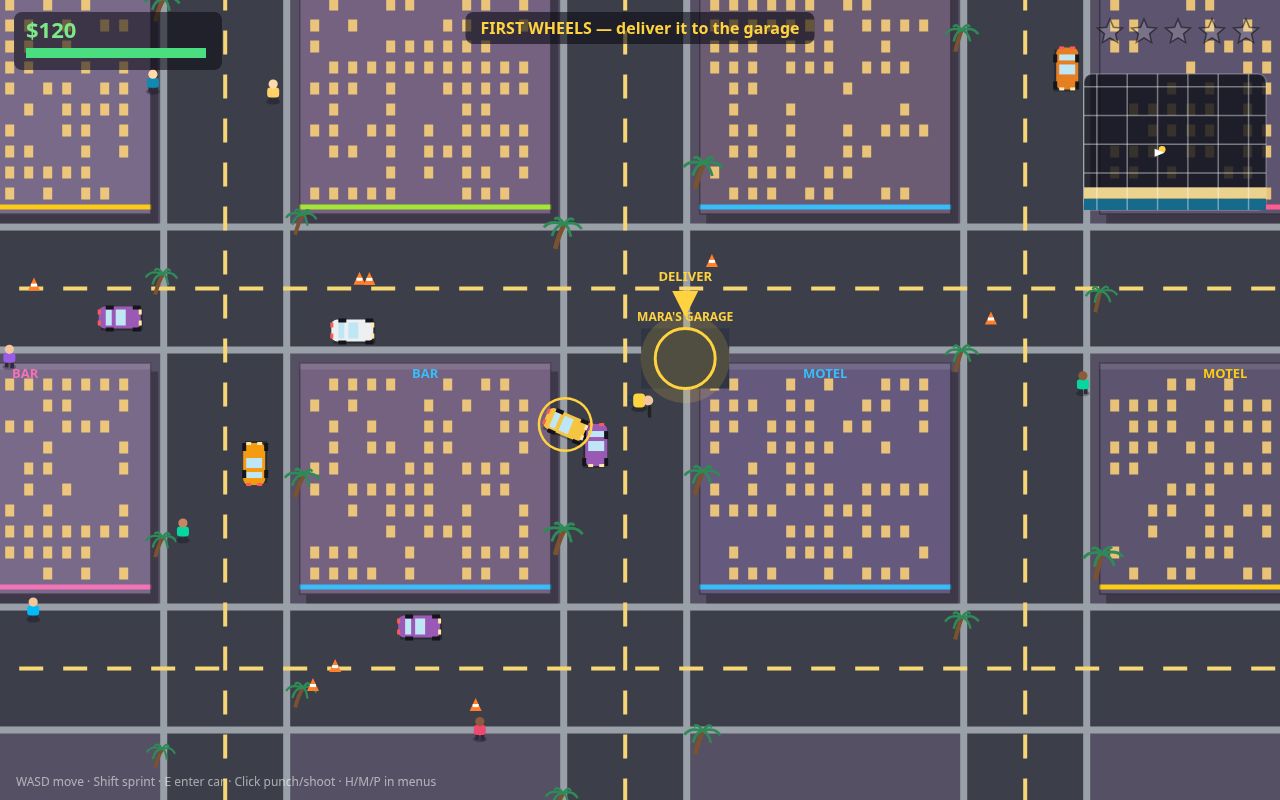 $120
FIRST WHEELS — deliver it to the garage
DELIVER
MARA'S GARAGE
BAR
BAR
MOTEL
MOTEL
WASD move · Shift sprint · E enter car · Click punch/shoot · H/M/P in menus